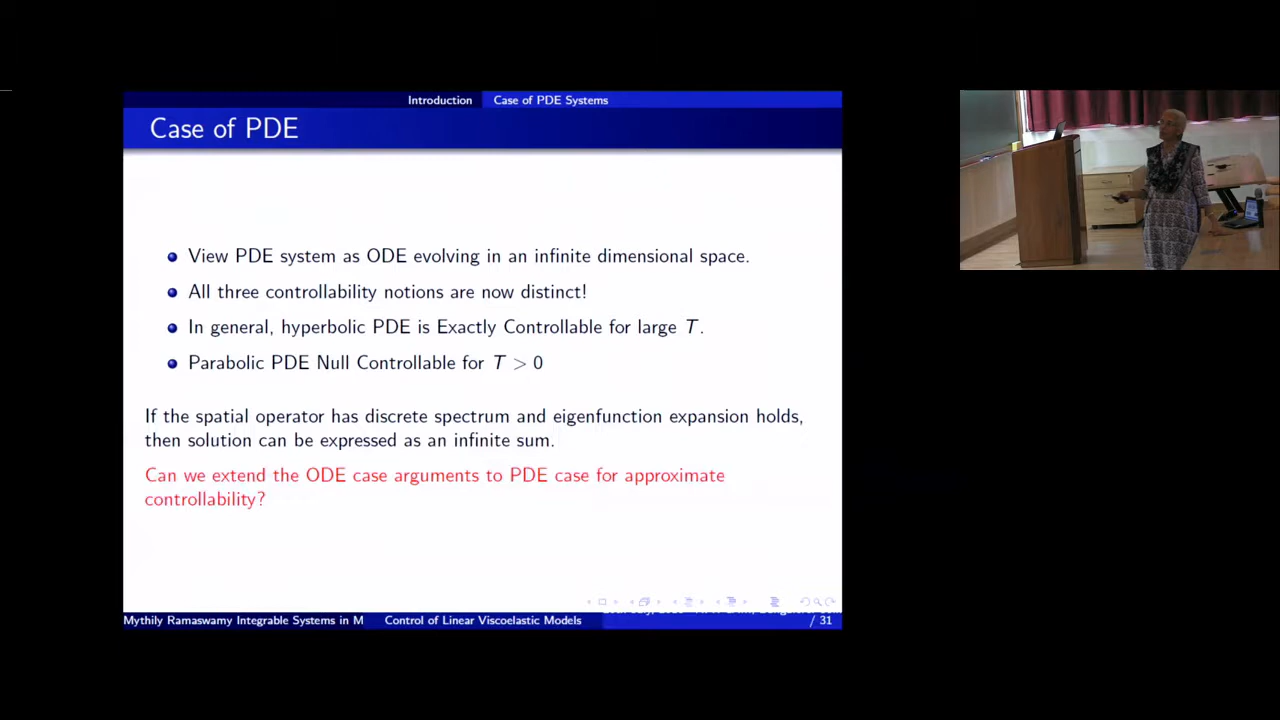 Introduction Case of PDE Systems
Case of PDE
View PDE system as ODE evolving in an infinite dimensional space.
All three controllability notions are now distinct!
In general, hyperbolic PDE is Exactly Controllable for large T.
Parabolic PDE Null Controllable for T > 0
If the spatial operator has discrete spectrum and eigenfunction expansion holds,
then solution can be expressed as an infinite sum.
Can we extend the ODE case arguments to PDE case for approximate
controllability?
Mythily Ramaswamy Integrable Systems in M Control of Linear Viscoelastic Models / 31